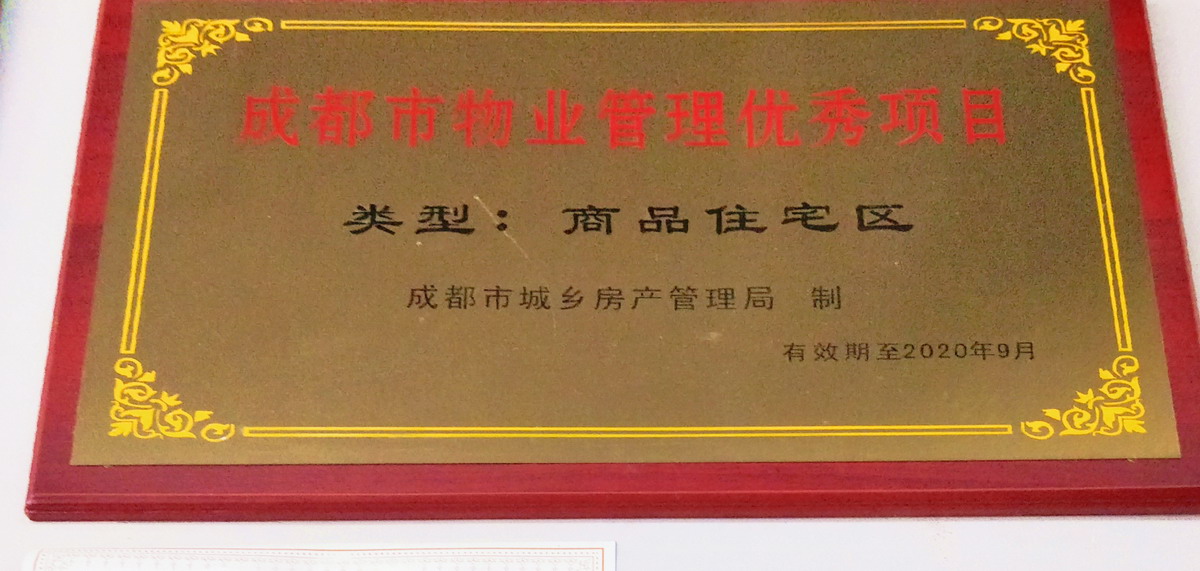 成都市物业管理优秀项目
类型：商品住宅区
成都市城乡房产管理局 制
有效期至2020年9月